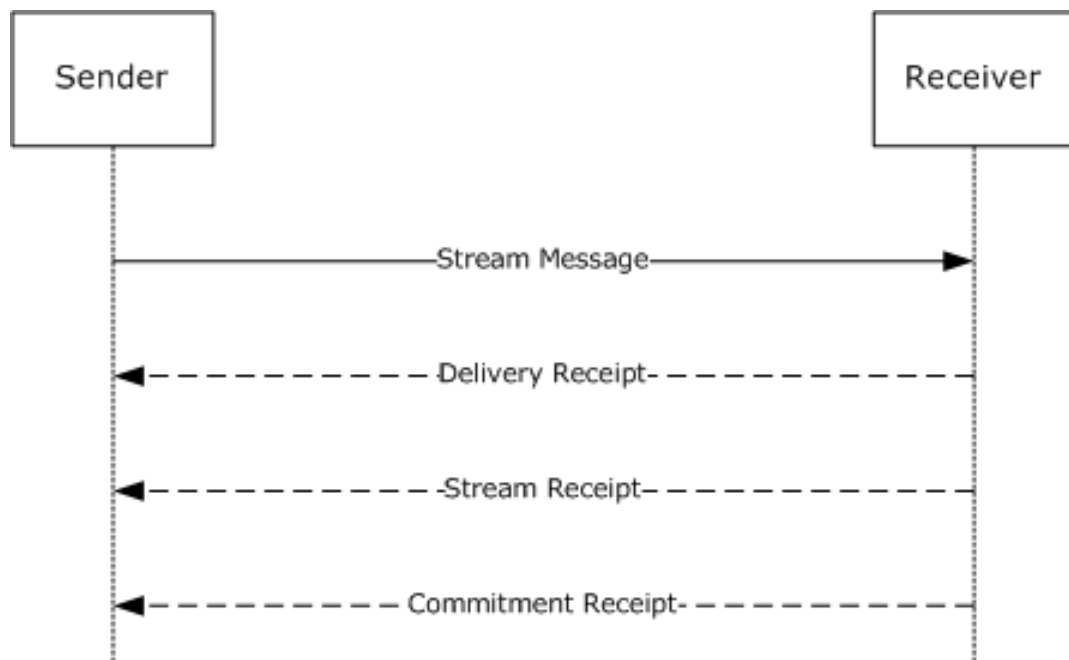 Sender
Receiver
Stream Message
Delivery Receipt
Stream Receipt
Commitment Receipt